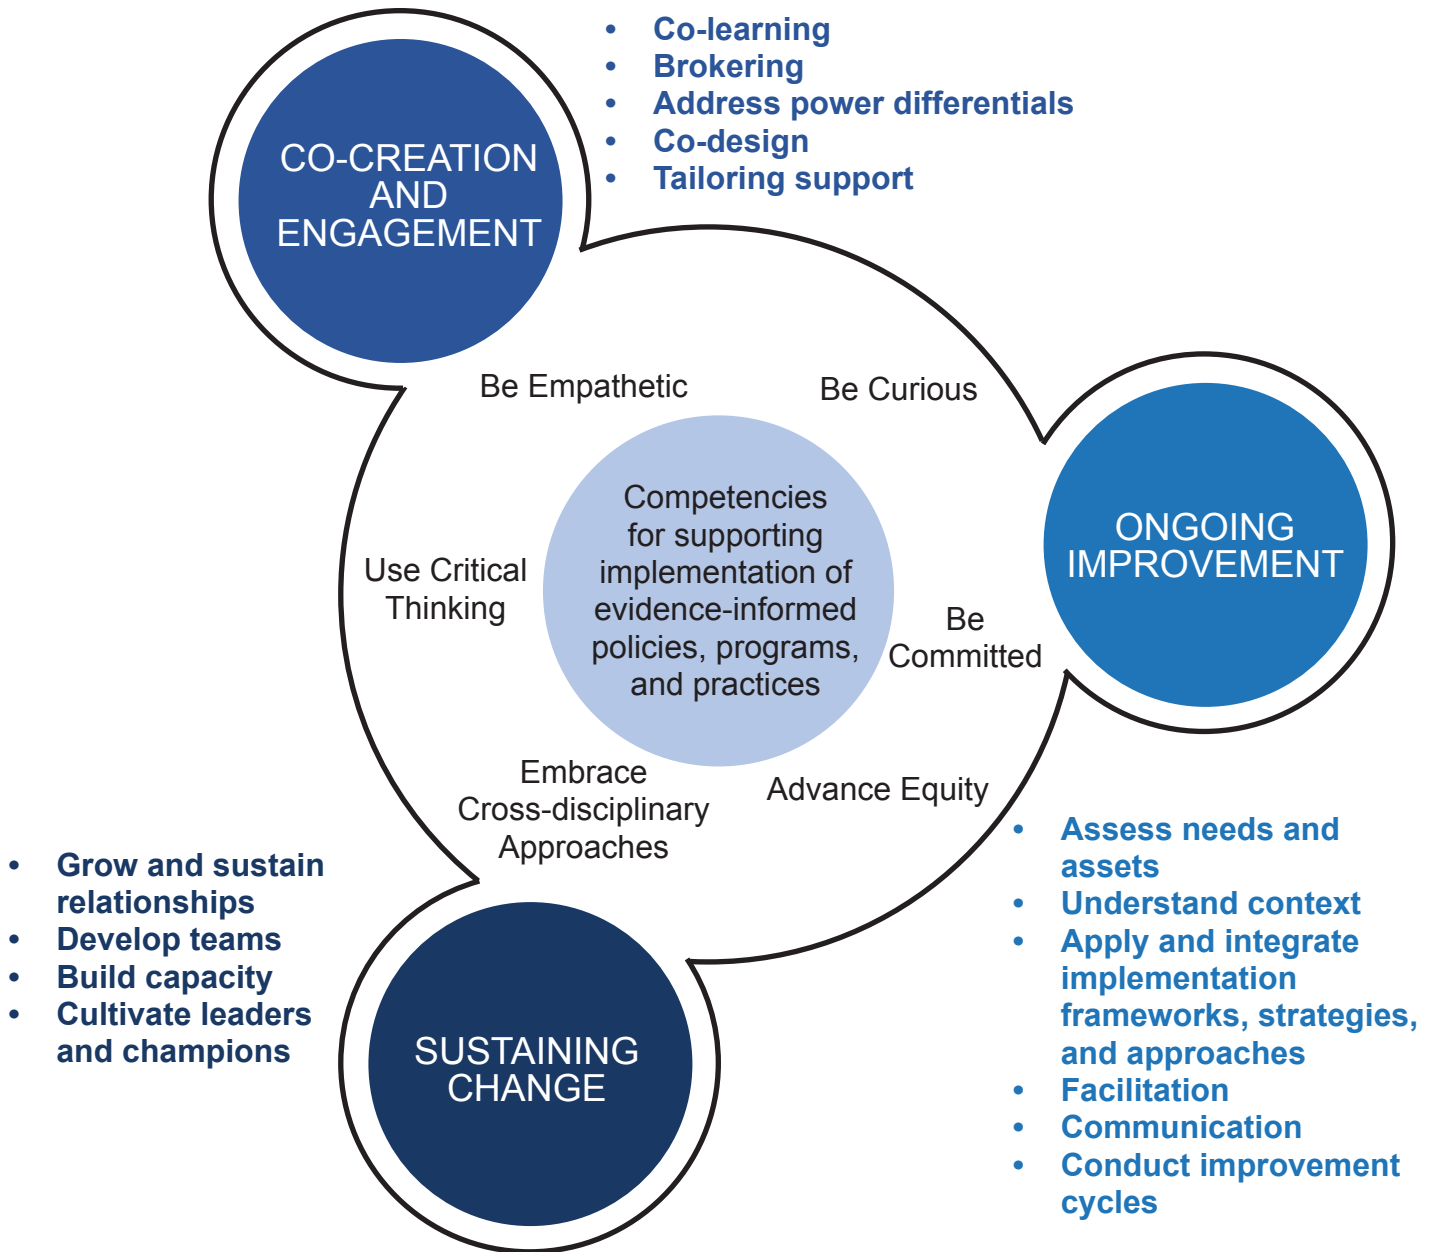 • Co-learning
• Brokering
• Address power differentials
• Co-design
• Tailoring support
CO-CREATION
AND
ENGAGEMENT
Be Empathetic
Be Curious
Competencies
for supporting
implementation of
evidence-informed
policies, programs,
and practices
ONGOING
IMPROVEMENT
Use Critical
Thinking
Be
Committed
Embrace
Cross-disciplinary
Approaches
Advance Equity
• Grow and sustain
relationships
• Develop teams
• Build capacity
• Cultivate leaders
and champions
SUSTAINING
CHANGE
• Assess needs and
assets
• Understand context
• Apply and integrate
implementation
frameworks, strategies,
and approaches
• Facilitation
• Communication
• Conduct improvement
cycles